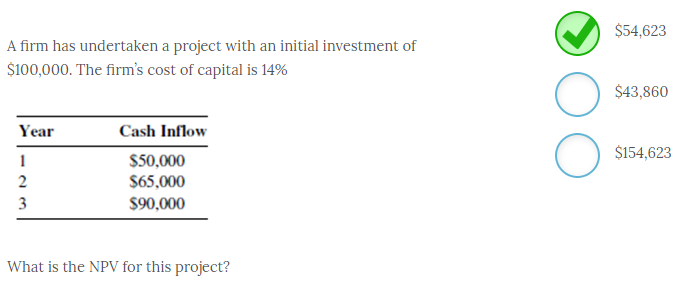 A firm has undertaken a project with an initial investment of
$100,000. The firm's cost of capital is 14%
Year Cash Inflow
1 $50,000
2 $65,000
3 $90,000
What is the NPV for this project?
$54,623
$43,860
$154,623